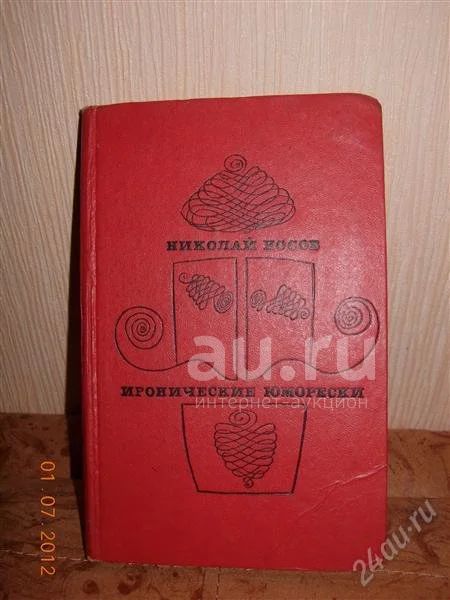 НИКОЛАЙ НОСОВ
au.ru
ИРОНИЧЕСКИЕ ЮМОРЕСКИ
интернет-аукцион
01.07.2012
24au.ru